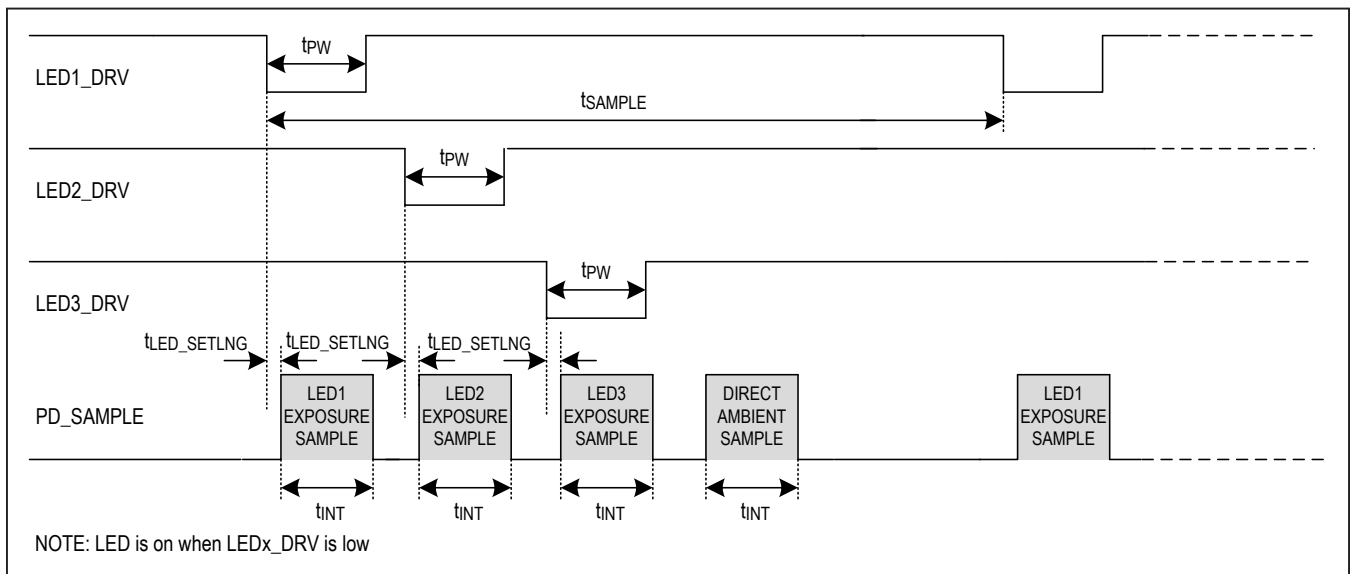 tPW
LED1_DRV
tSAMPLE
tPW
LED2_DRV
tPW
LED3_DRV
tLED_SETLNG tLED_SETLNG tLED_SETLNG
PD_SAMPLE
LED1
EXPOSURE
SAMPLE
LED2
EXPOSURE
SAMPLE
LED3
EXPOSURE
SAMPLE
DIRECT
AMBIENT
SAMPLE
LED1
EXPOSURE
SAMPLE
tINT tINT tINT tINT
NOTE: LED is on when LEDx_DRV is low